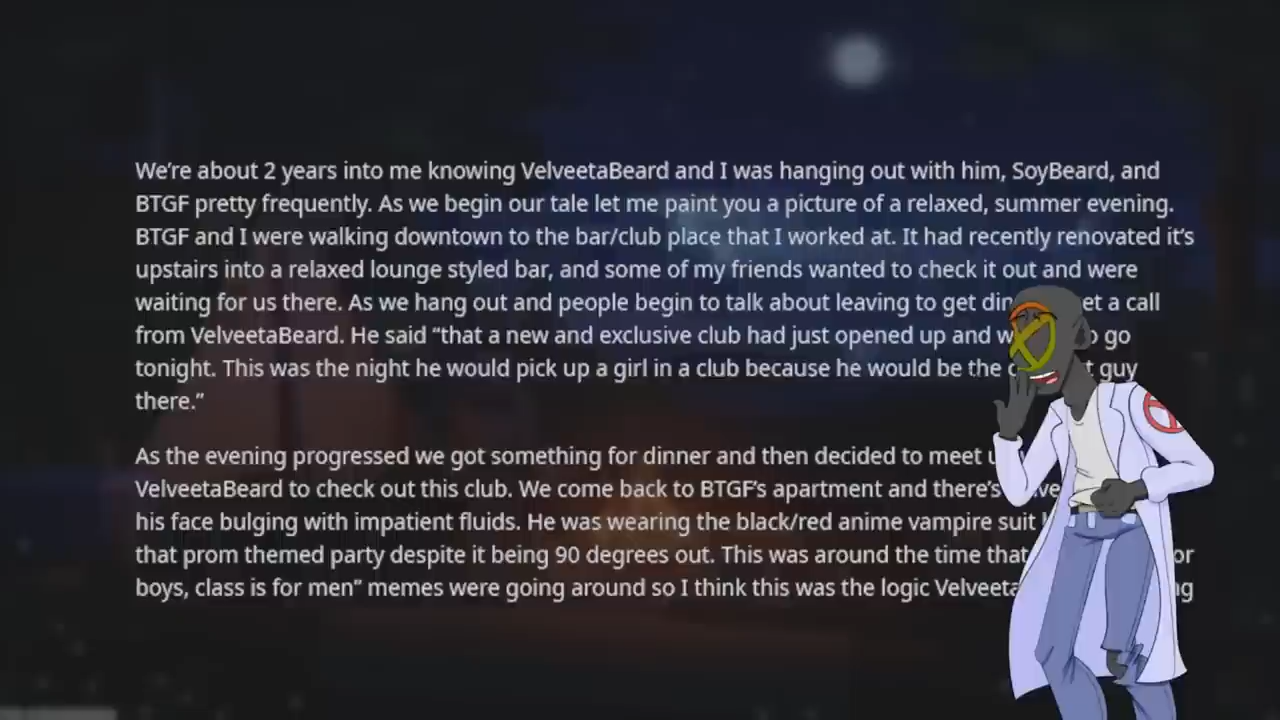 We're about 2 years into me knowing VelveetaBeard and I was hanging out with him, SoyBeard, and
BTGF pretty frequently. As we begin our tale let me paint you a picture of a relaxed, summer evening.
BTGF and I were walking downtown to the bar/club place that I worked at. It had recently renovated it's
upstairs into a relaxed lounge styled bar, and some of my friends wanted to check it out and were
waiting for us there. As we hang out and people begin to talk about leaving to get a call
from VelveetaBeard. He said “that a new and exclusive club had just opened up and go
tonight. This was the night he would pick up a girl in a club because he would be the guy
there.”
As the evening progressed we got something for dinner and then decided to meet
VelveetaBeard to check out this club. We come back to BTGF's apartment and there's
his face bulging with impatient fluids. He was wearing the black/red anime vampire suit
that prom themed party despite it being 90 degrees out. This was around the time that
boys, class is for men” memes were going around so I think this was the logic